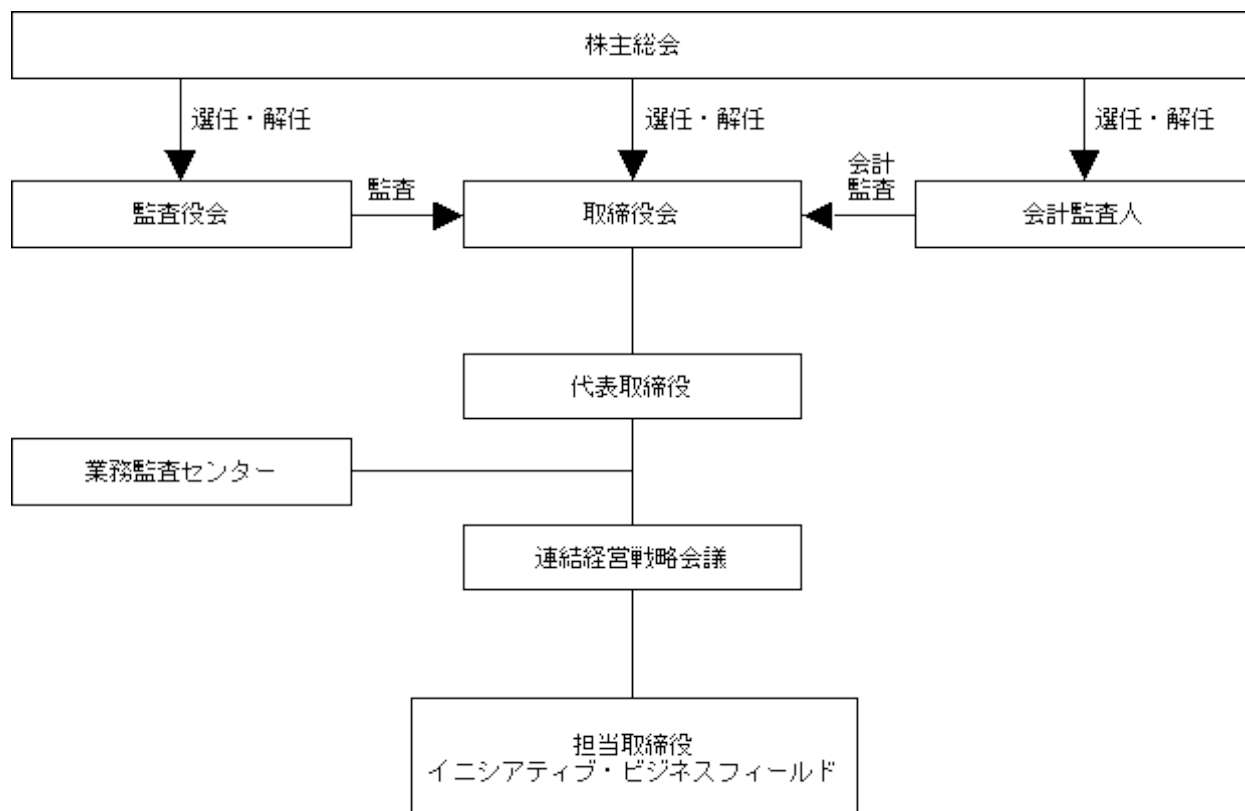 株主総会
選任・解任
選任・解任
選任・解任
監査役会
監査
取締役会
会計
監査
会計監査人
代表取締役
業務監査センター
連結経営戦略会議
担当取締役
イニシアティブ・ビジネスフィールド